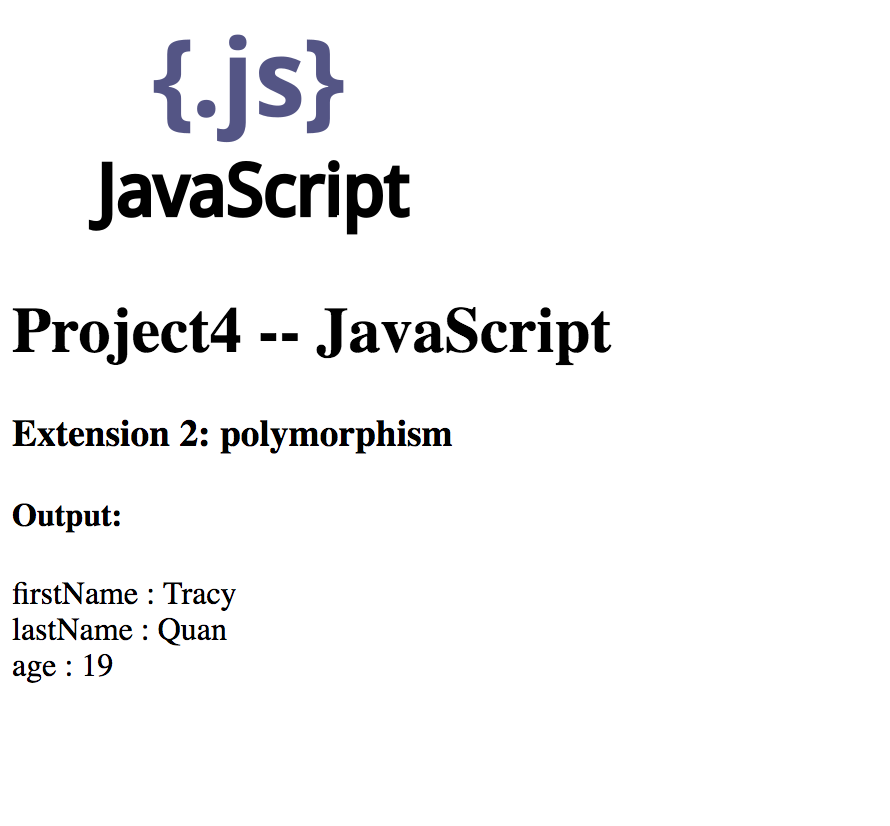 {.js}
JavaScript
Project4 -- JavaScript
Extension 2: polymorphism
Output:
firstName : Tracy
lastName : Quan
age : 19